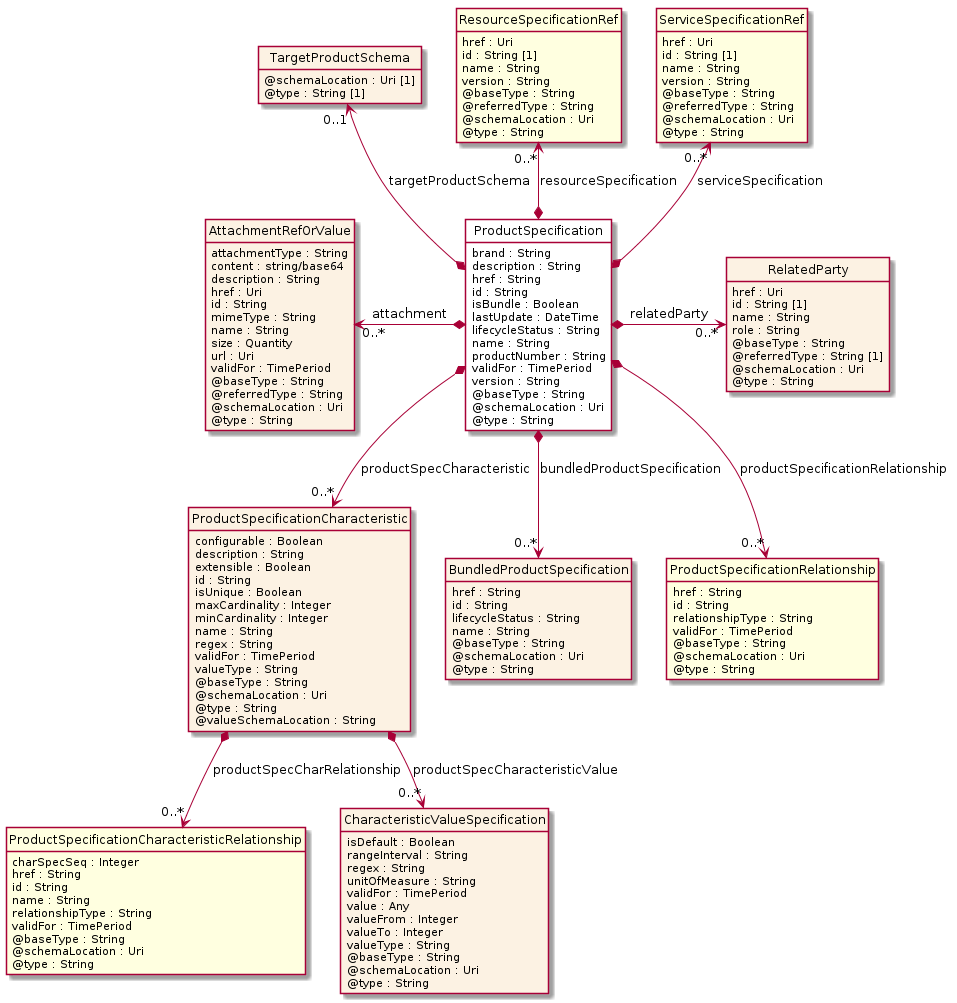 ResourceSpecificationRef
href : Uri
id : String [1]
name : String
version : String
@baseType : String
@referredType : String
@schemaLocation : Uri
@type : String
ServiceSpecificationRef
href : Uri
id : String [1]
name : String
version : String
@baseType : String
@referredType : String
@schemaLocation : Uri
@type : String
TargetProductSchema
@schemaLocation : Uri [1]
@type : String [1]
0..1
0..*
0..*
targetProductSchema
resourceSpecification
serviceSpecification
AttachmentRefOrValue
attachmentType : String
content : string/base64
description : String
href : Uri
id : String
mimeType : String
name : String
size : Quantity
url : Uri
validFor : TimePeriod
@baseType : String
@referredType : String
@schemaLocation : Uri
@type : String
attachment
0..*
ProductSpecification
brand : String
description : String
href : String
id : String
isBundle : Boolean
lastUpdate : DateTime
lifecycleStatus : String
name : String
productNumber : String
validFor : TimePeriod
version : String
@baseType : String
@schemaLocation : Uri
@type : String
relatedParty
0..*
RelatedParty
href : Uri
id : String [1]
name : String
role : String
@baseType : String
@referredType : String [1]
@schemaLocation : Uri
@type : String
productSpecCharacteristic
bundledProductSpecification
productSpecificationRelationship
0..*
0..*
0..*
ProductSpecificationCharacteristic
configurable : Boolean
description : String
extensible : Boolean
id : String
isUnique : Boolean
maxCardinality : Integer
minCardinality : Integer
name : String
regex : String
validFor : TimePeriod
valueType : String
@baseType : String
@schemaLocation : Uri
@type : String
@valueSchemaLocation : String
BundledProductSpecification
href : String
id : String
lifecycleStatus : String
name : String
@baseType : String
@schemaLocation : Uri
@type : String
ProductSpecificationRelationship
href : String
id : String
relationshipType : String
validFor : TimePeriod
@baseType : String
@schemaLocation : Uri
@type : String
productSpecCharRelationship
productSpecCharacteristicValue
0..*
0..*
ProductSpecificationCharacteristicRelationship
charSpecSeq : Integer
href : String
id : String
name : String
relationshipType : String
validFor : TimePeriod
@baseType : String
@schemaLocation : Uri
@type : String
CharacteristicValueSpecification
isDefault : Boolean
rangeInterval : String
regex : String
unitOfMeasure : String
validFor : TimePeriod
value : Any
valueFrom : Integer
valueTo : Integer
valueType : String
@baseType : String
@schemaLocation : Uri
@type : String